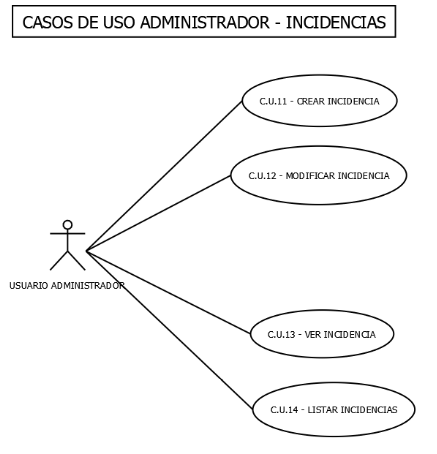 CASOS DE USO ADMINISTRADOR - INCIDENCIAS
C.U.11 - CREAR INCIDENCIA
C.U.12 - MODIFICAR INCIDENCIA
USUARIO ADMINISTRADOR
C.U.13 - VER INCIDENCIA
C.U.14 - LISTAR INCIDENCIAS